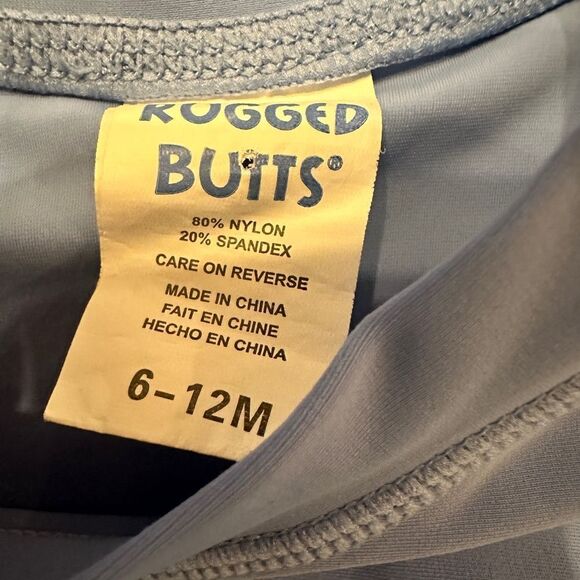 RUGGED
BUTTS®
80% NYLON
20% SPANDEX
CARE ON REVERSE
MADE IN CHINA
FAIT EN CHINE
HECHO EN CHINA
6-12M